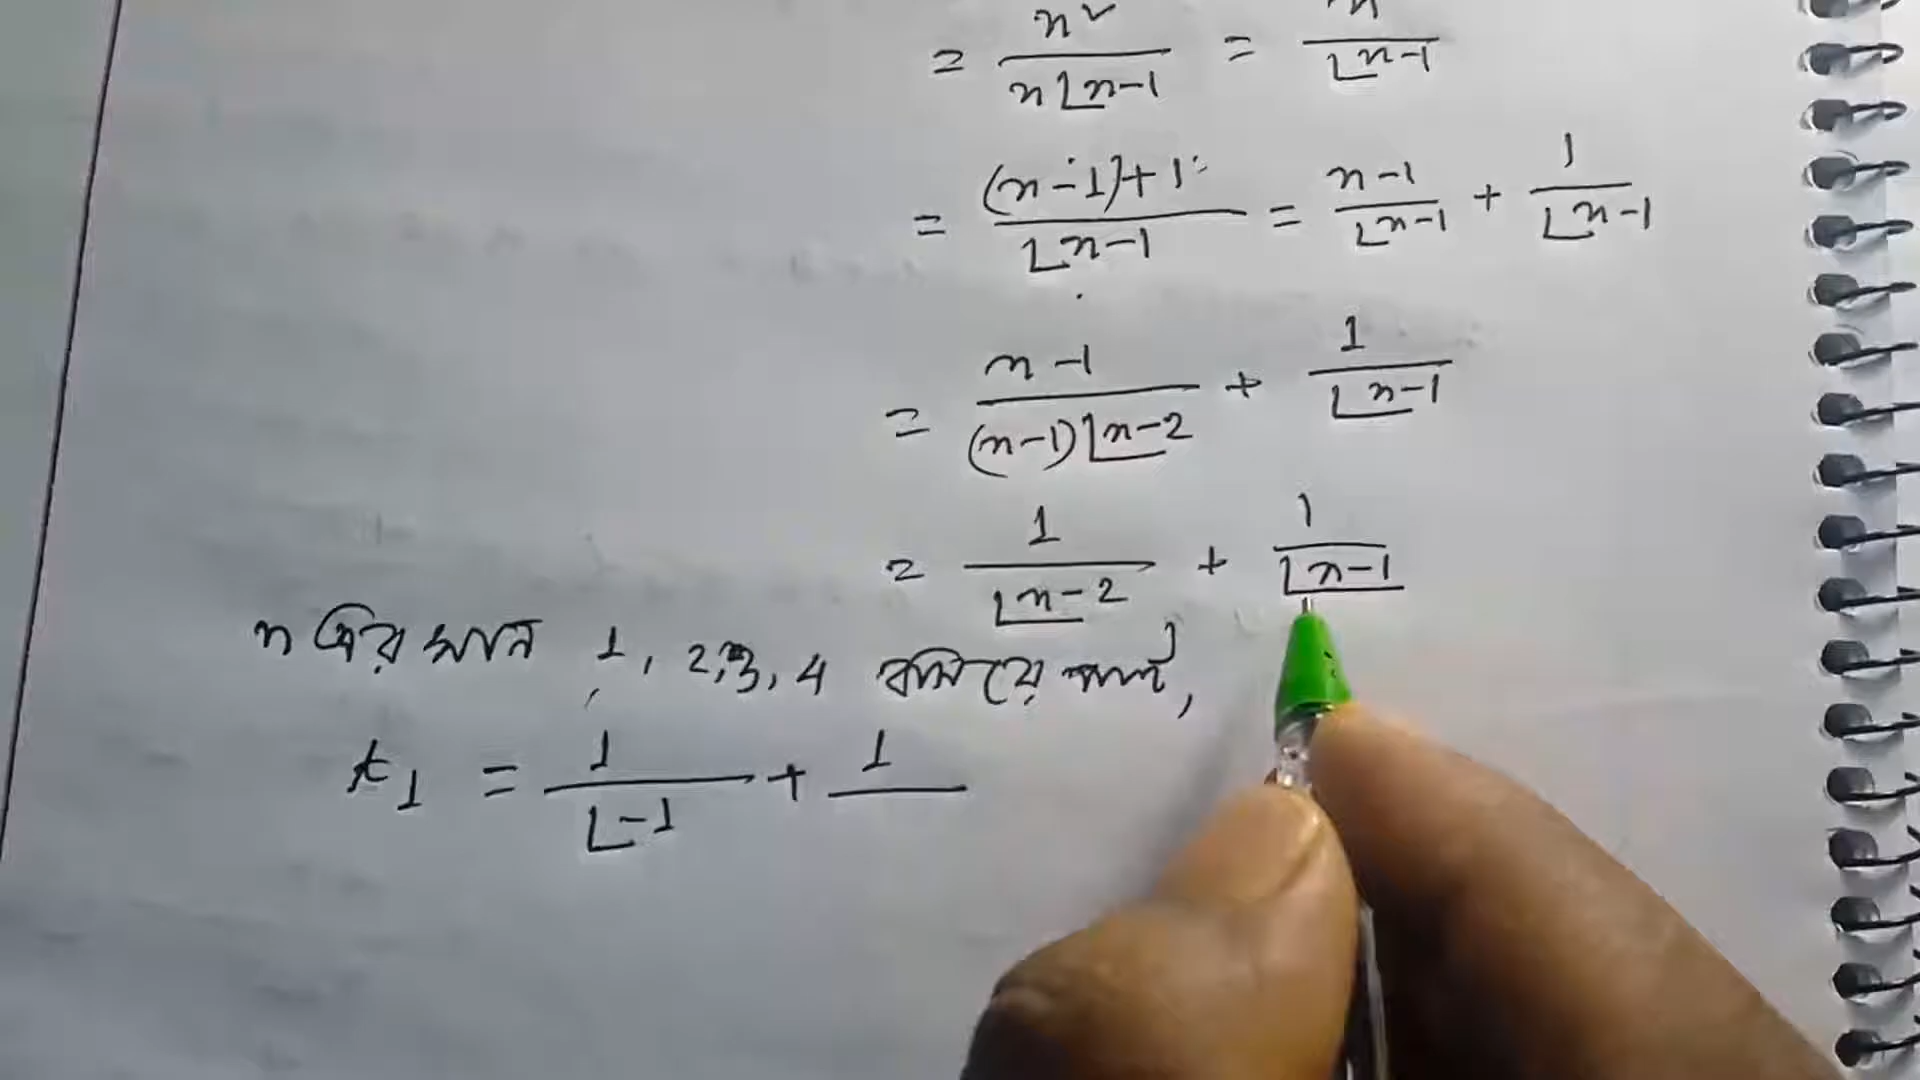 = n² / n⌊n-1 = n / ⌊n-1
= (n-1)+1 / ⌊n-1 = n-1 / ⌊n-1 + 1 / ⌊n-1
= n-1 / (n-1)⌊n-2 + 1 / ⌊n-1
= 1 / ⌊n-2 + 1 / ⌊n-1
n এর মান 1, 2, 3, 4 বসিয়ে পাই,
t₁ = 1 / ⌊-1 + 1 /